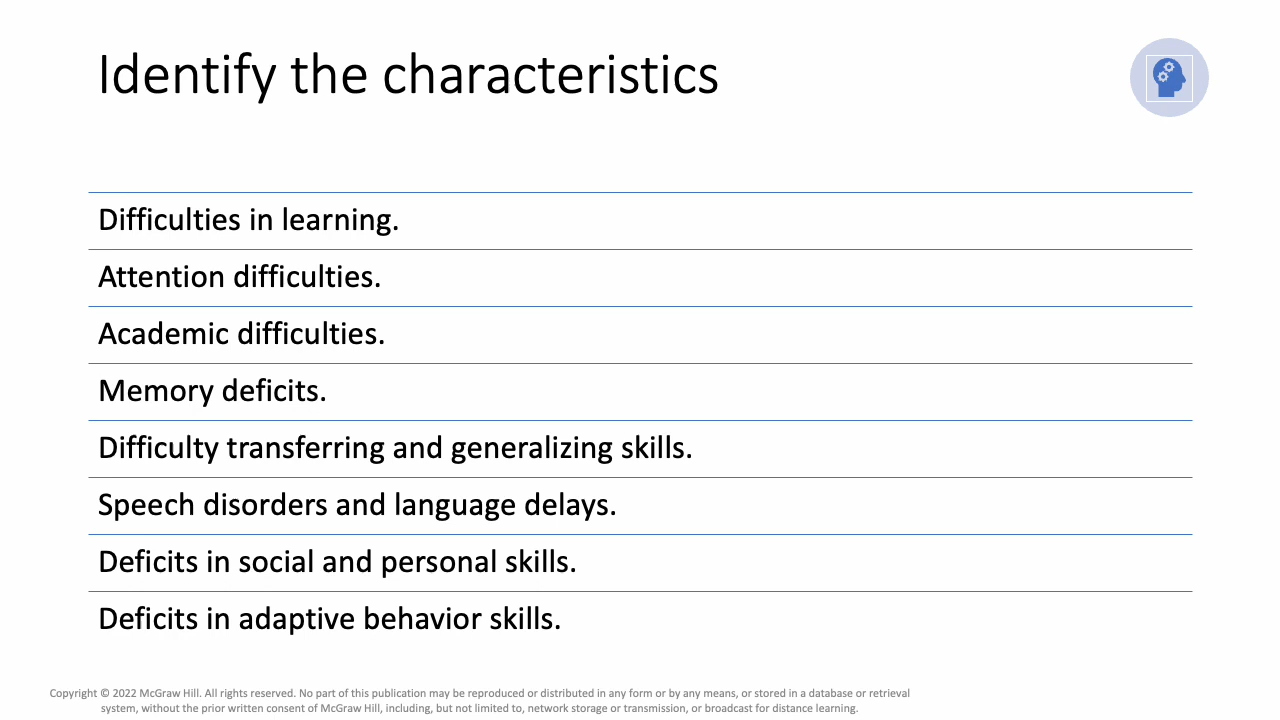 Identify the characteristics
Difficulties in learning.
Attention difficulties.
Academic difficulties.
Memory deficits.
Difficulty transferring and generalizing skills.
Speech disorders and language delays.
Deficits in social and personal skills.
Deficits in adaptive behavior skills.
Copyright © 2022 McGraw Hill. All rights reserved. No part of this publication may be reproduced or distributed in any form or by any means, or stored in a database or retrieval
system, without the prior written consent of McGraw Hill, including, but not limited to, network storage or transmission, or broadcast for distance learning.